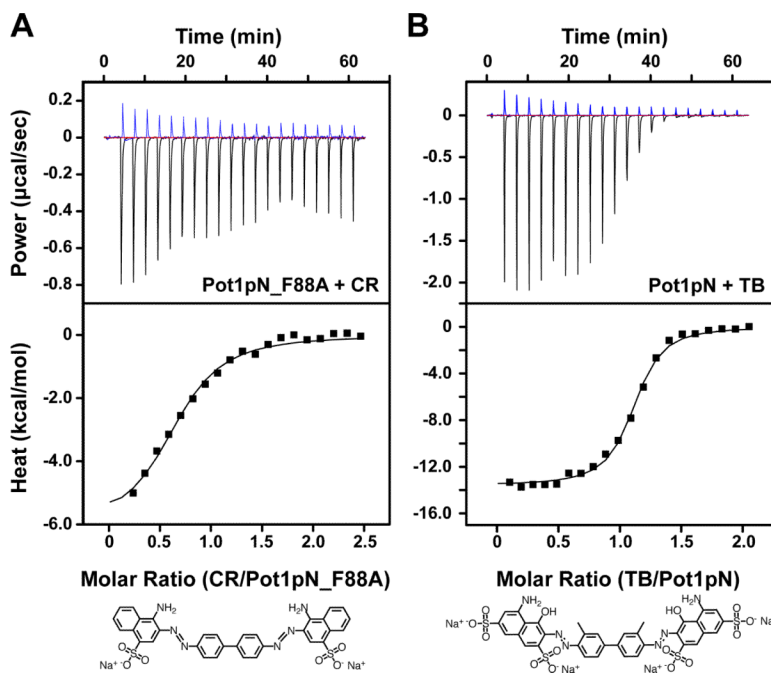 A
Time (min)
0 20 40 60
0.2
0
-0.2
-0.4
-0.6
-0.8
Power (µcal/sec)
Pot1pN_F88A + CR
0
-2.0
-4.0
-6.0
Heat (kcal/mol)
0.0 0.5 1.0 1.5 2.0 2.5
Molar Ratio (CR/Pot1pN_F88A)
NH₂
N
N
O
S
O
Na⁺ ⁻O
H₂N
N
N
S
O
O
O⁻ Na⁺
B
Time (min)
0 20 40 60
0
-0.5
-1.0
-1.5
-2.0
Pot1pN + TB
0
-4.0
-8.0
-12.0
-16.0
0.0 0.5 1.0 1.5 2.0
Molar Ratio (TB/Pot1pN)
NH₂
OH
O
O
S
Na⁺ ⁻O
N
N
O
S
O
O⁻
Na⁺
HO
H₂N
N
N
O
S
O
O⁻ Na⁺
O
S
O
⁻O
Na⁺